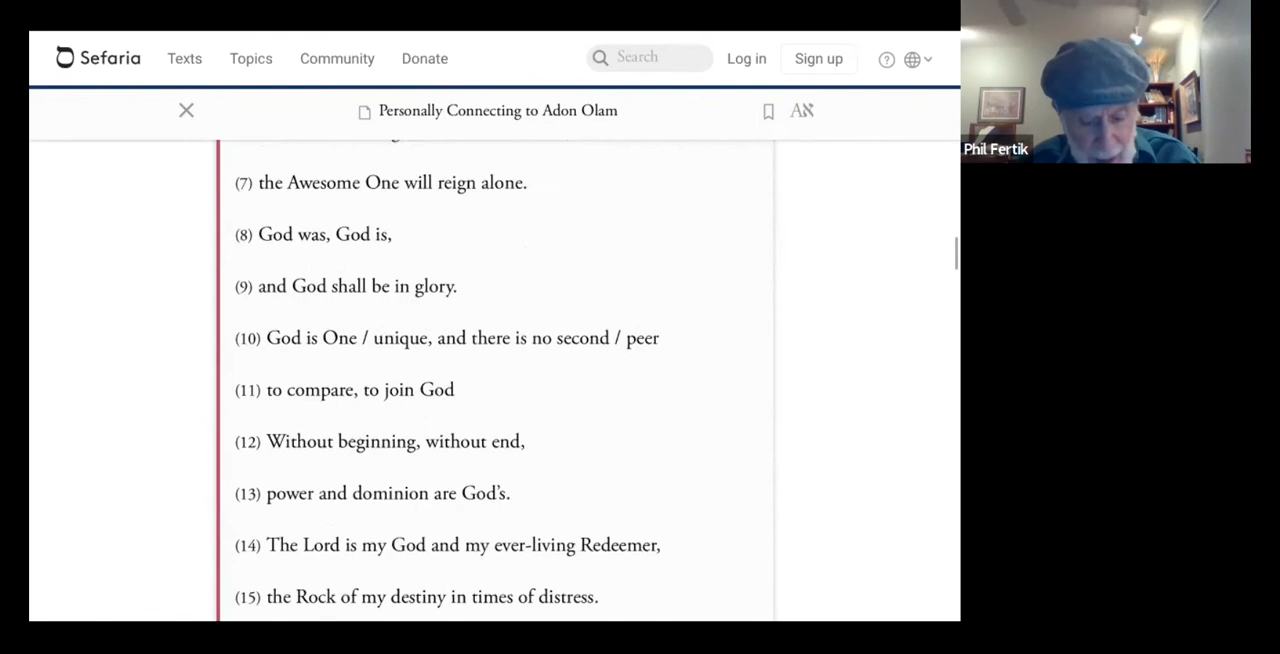 Sefaria Texts Topics Community Donate Search Log in Sign up
Personally Connecting to Adon Olam Aא
(7) the Awesome One will reign alone.
(8) God was, God is,
(9) and God shall be in glory.
(10) God is One / unique, and there is no second / peer
(11) to compare, to join God
(12) Without beginning, without end,
(13) power and dominion are God's.
(14) The Lord is my God and my ever-living Redeemer,
(15) the Rock of my destiny in times of distress.
Phil Fertik